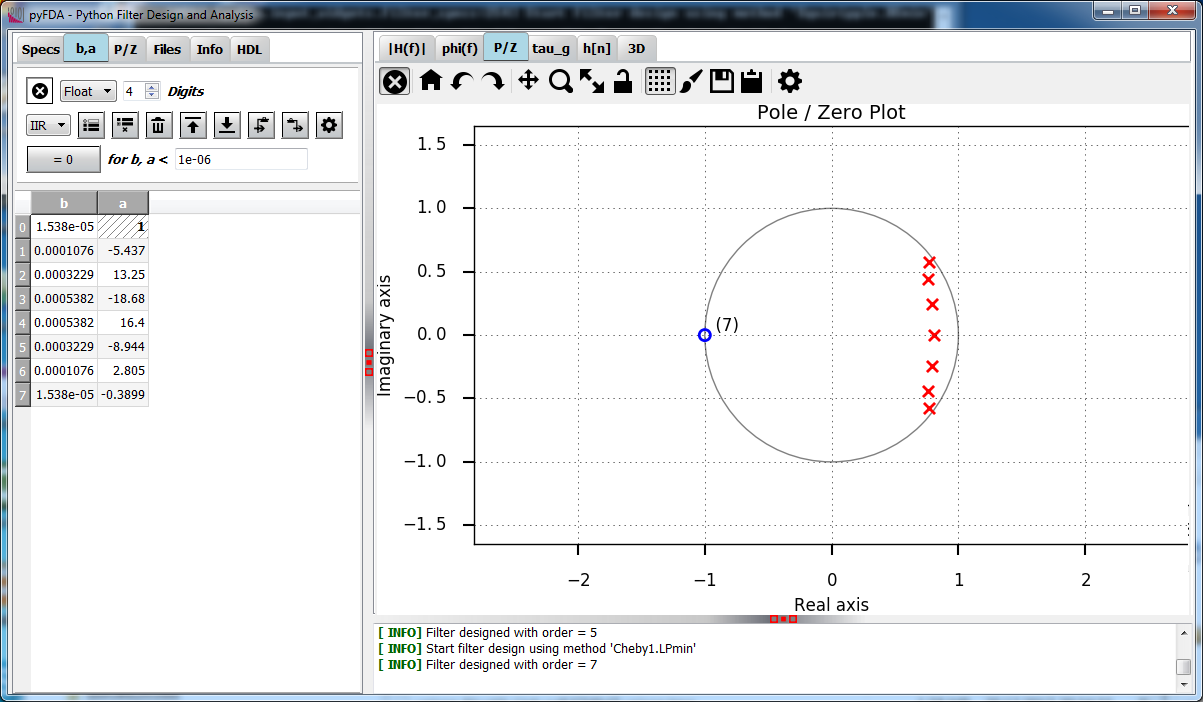 pyFDA - Python Filter Design and Analysis
Specs b,a P/Z Files Info HDL
Float 4 Digits
IIR
= 0 for b, a < 1e-06
b a
0 1.538e-05 1
1 0.0001076 -5.437
2 0.0003229 13.25
3 0.0005382 -18.68
4 0.0005382 16.4
5 0.0003229 -8.944
6 0.0001076 2.805
7 1.538e-05 -0.3899
|H(f)| phi(f) P/Z tau_g h[n] 3D
Pole / Zero Plot
1.5
1.0
0.5
0.0
−0.5
−1.0
−1.5
Imaginary axis
(7)
−2 −1 0 1 2
Real axis
[ INFO] Filter designed with order = 5
[ INFO] Start filter design using method 'Cheby1.LPmin'
[ INFO] Filter designed with order = 7